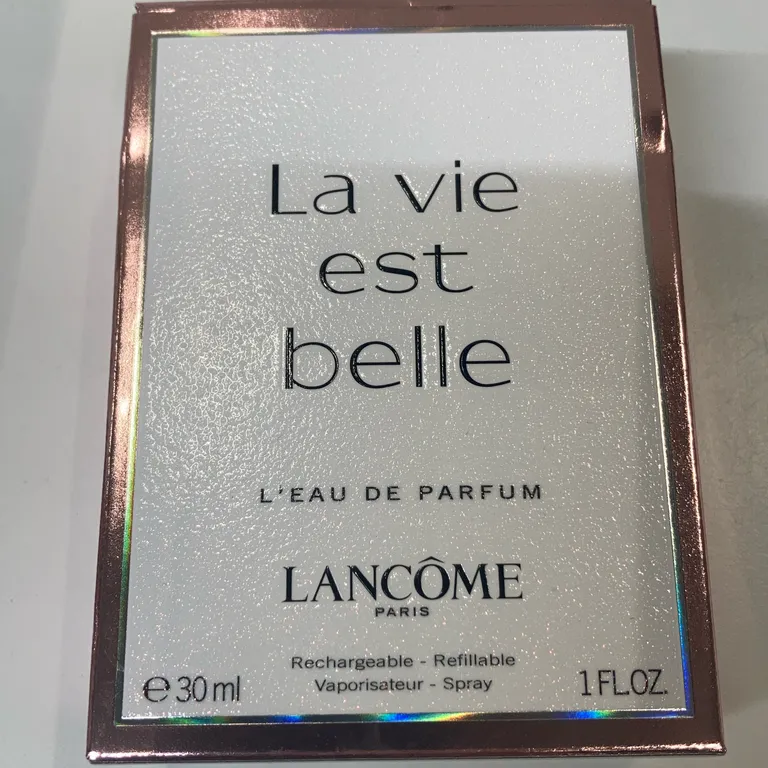 La vie
est
belle
L'EAU DE PARFUM
LANCÔME
PARIS
Rechargeable - Refillable
Vaporisateur - Spray
℮ 30 ml
1 FL.OZ.